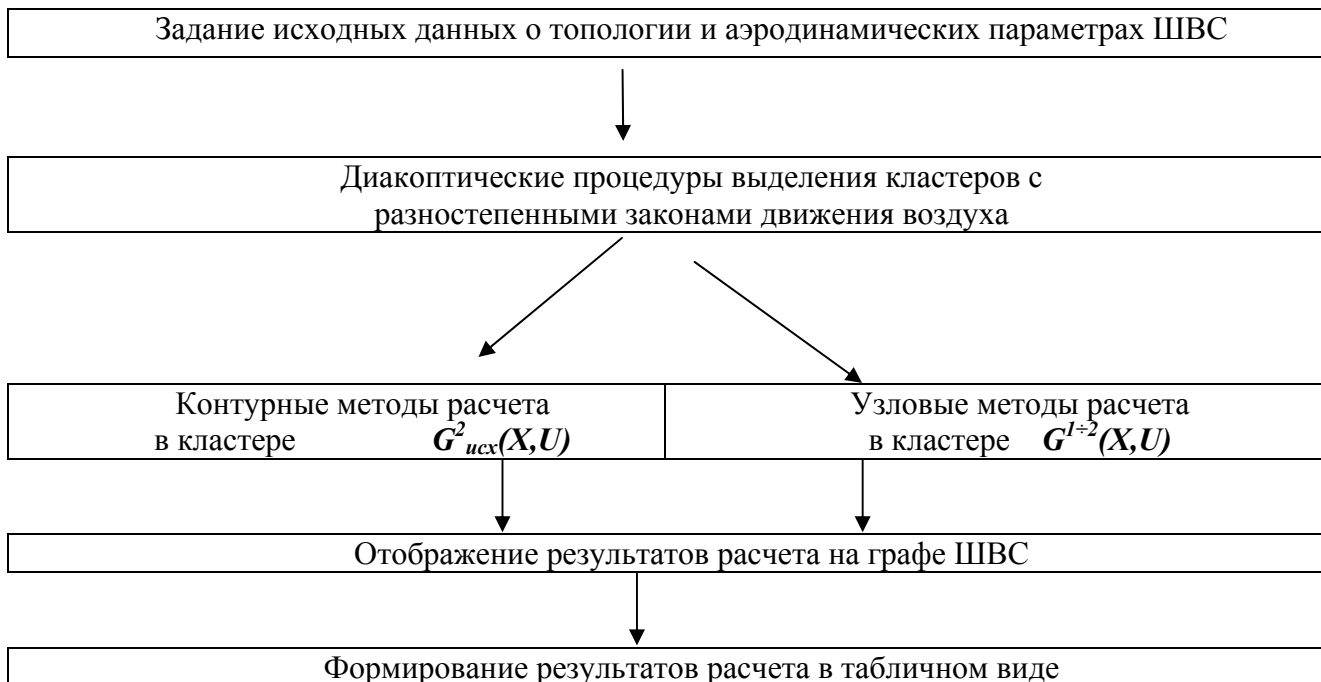 Задание исходных данных о топологии и аэродинамических параметрах ШВС
Диакоптические процедуры выделения кластеров с
разностепенными законами движения воздуха
Контурные методы расчета
в кластере G²исх(X,U)
Узловые методы расчета
в кластере G¹÷²(X,U)
Отображение результатов расчета на графе ШВС
Формирование результатов расчета в табличном виде